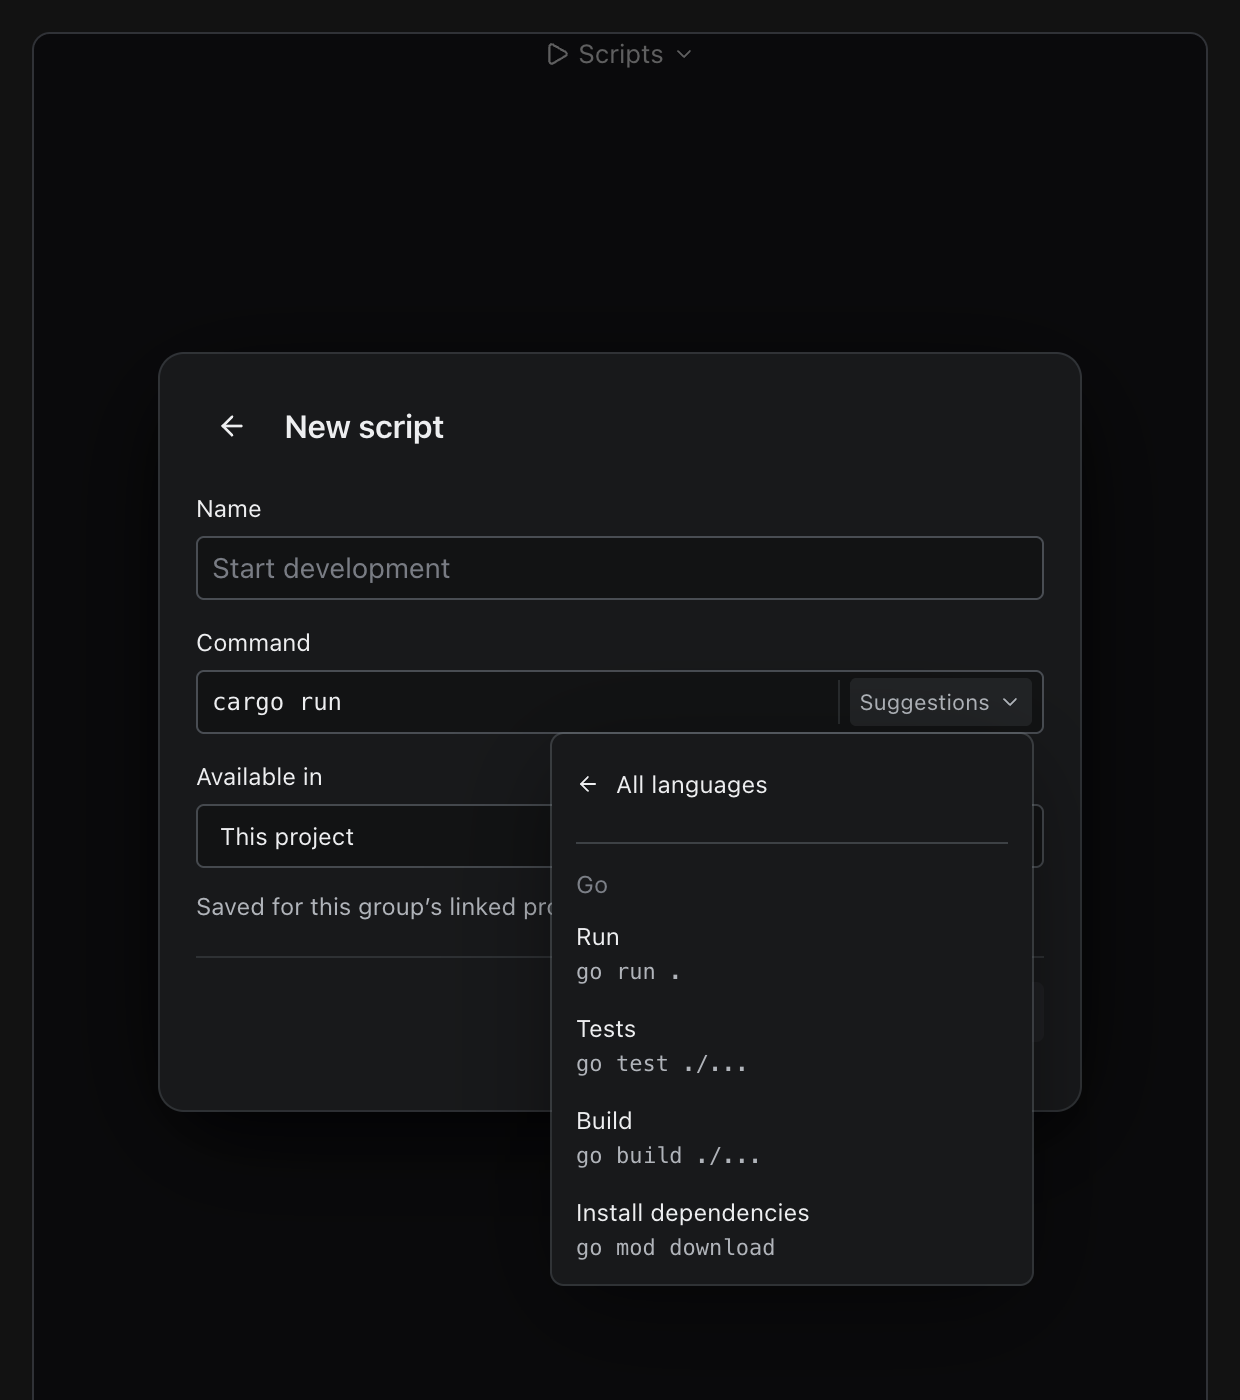 Scripts
New script
Name
Start development
Command
cargo run
Suggestions
Available in
This project
Saved for this group’s linked
All languages
Go
Run
go run .
Tests
go test ./...
Build
go build ./...
Install dependencies
go mod download